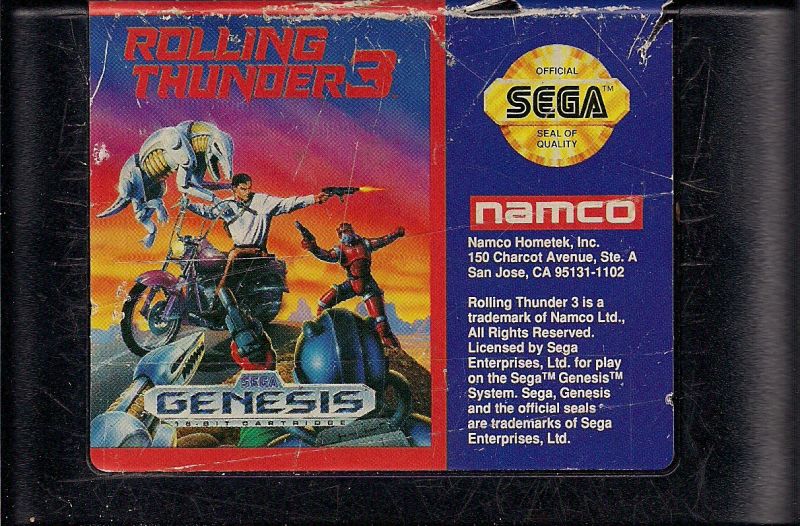 ROLLING
THUNDER 3
SEGA
GENESIS
16-BIT CARTRIDGE
OFFICIAL
SEGA™
SEAL OF
QUALITY
namco
Namco Hometek, Inc.
150 Charcot Avenue, Ste. A
San Jose, CA 95131-1102
Rolling Thunder 3 is a
trademark of Namco Ltd.,
All Rights Reserved.
Licensed by Sega
Enterprises, Ltd. for play
on the Sega™ Genesis™
System. Sega, Genesis
and the official seals
are trademarks of Sega
Enterprises, Ltd.